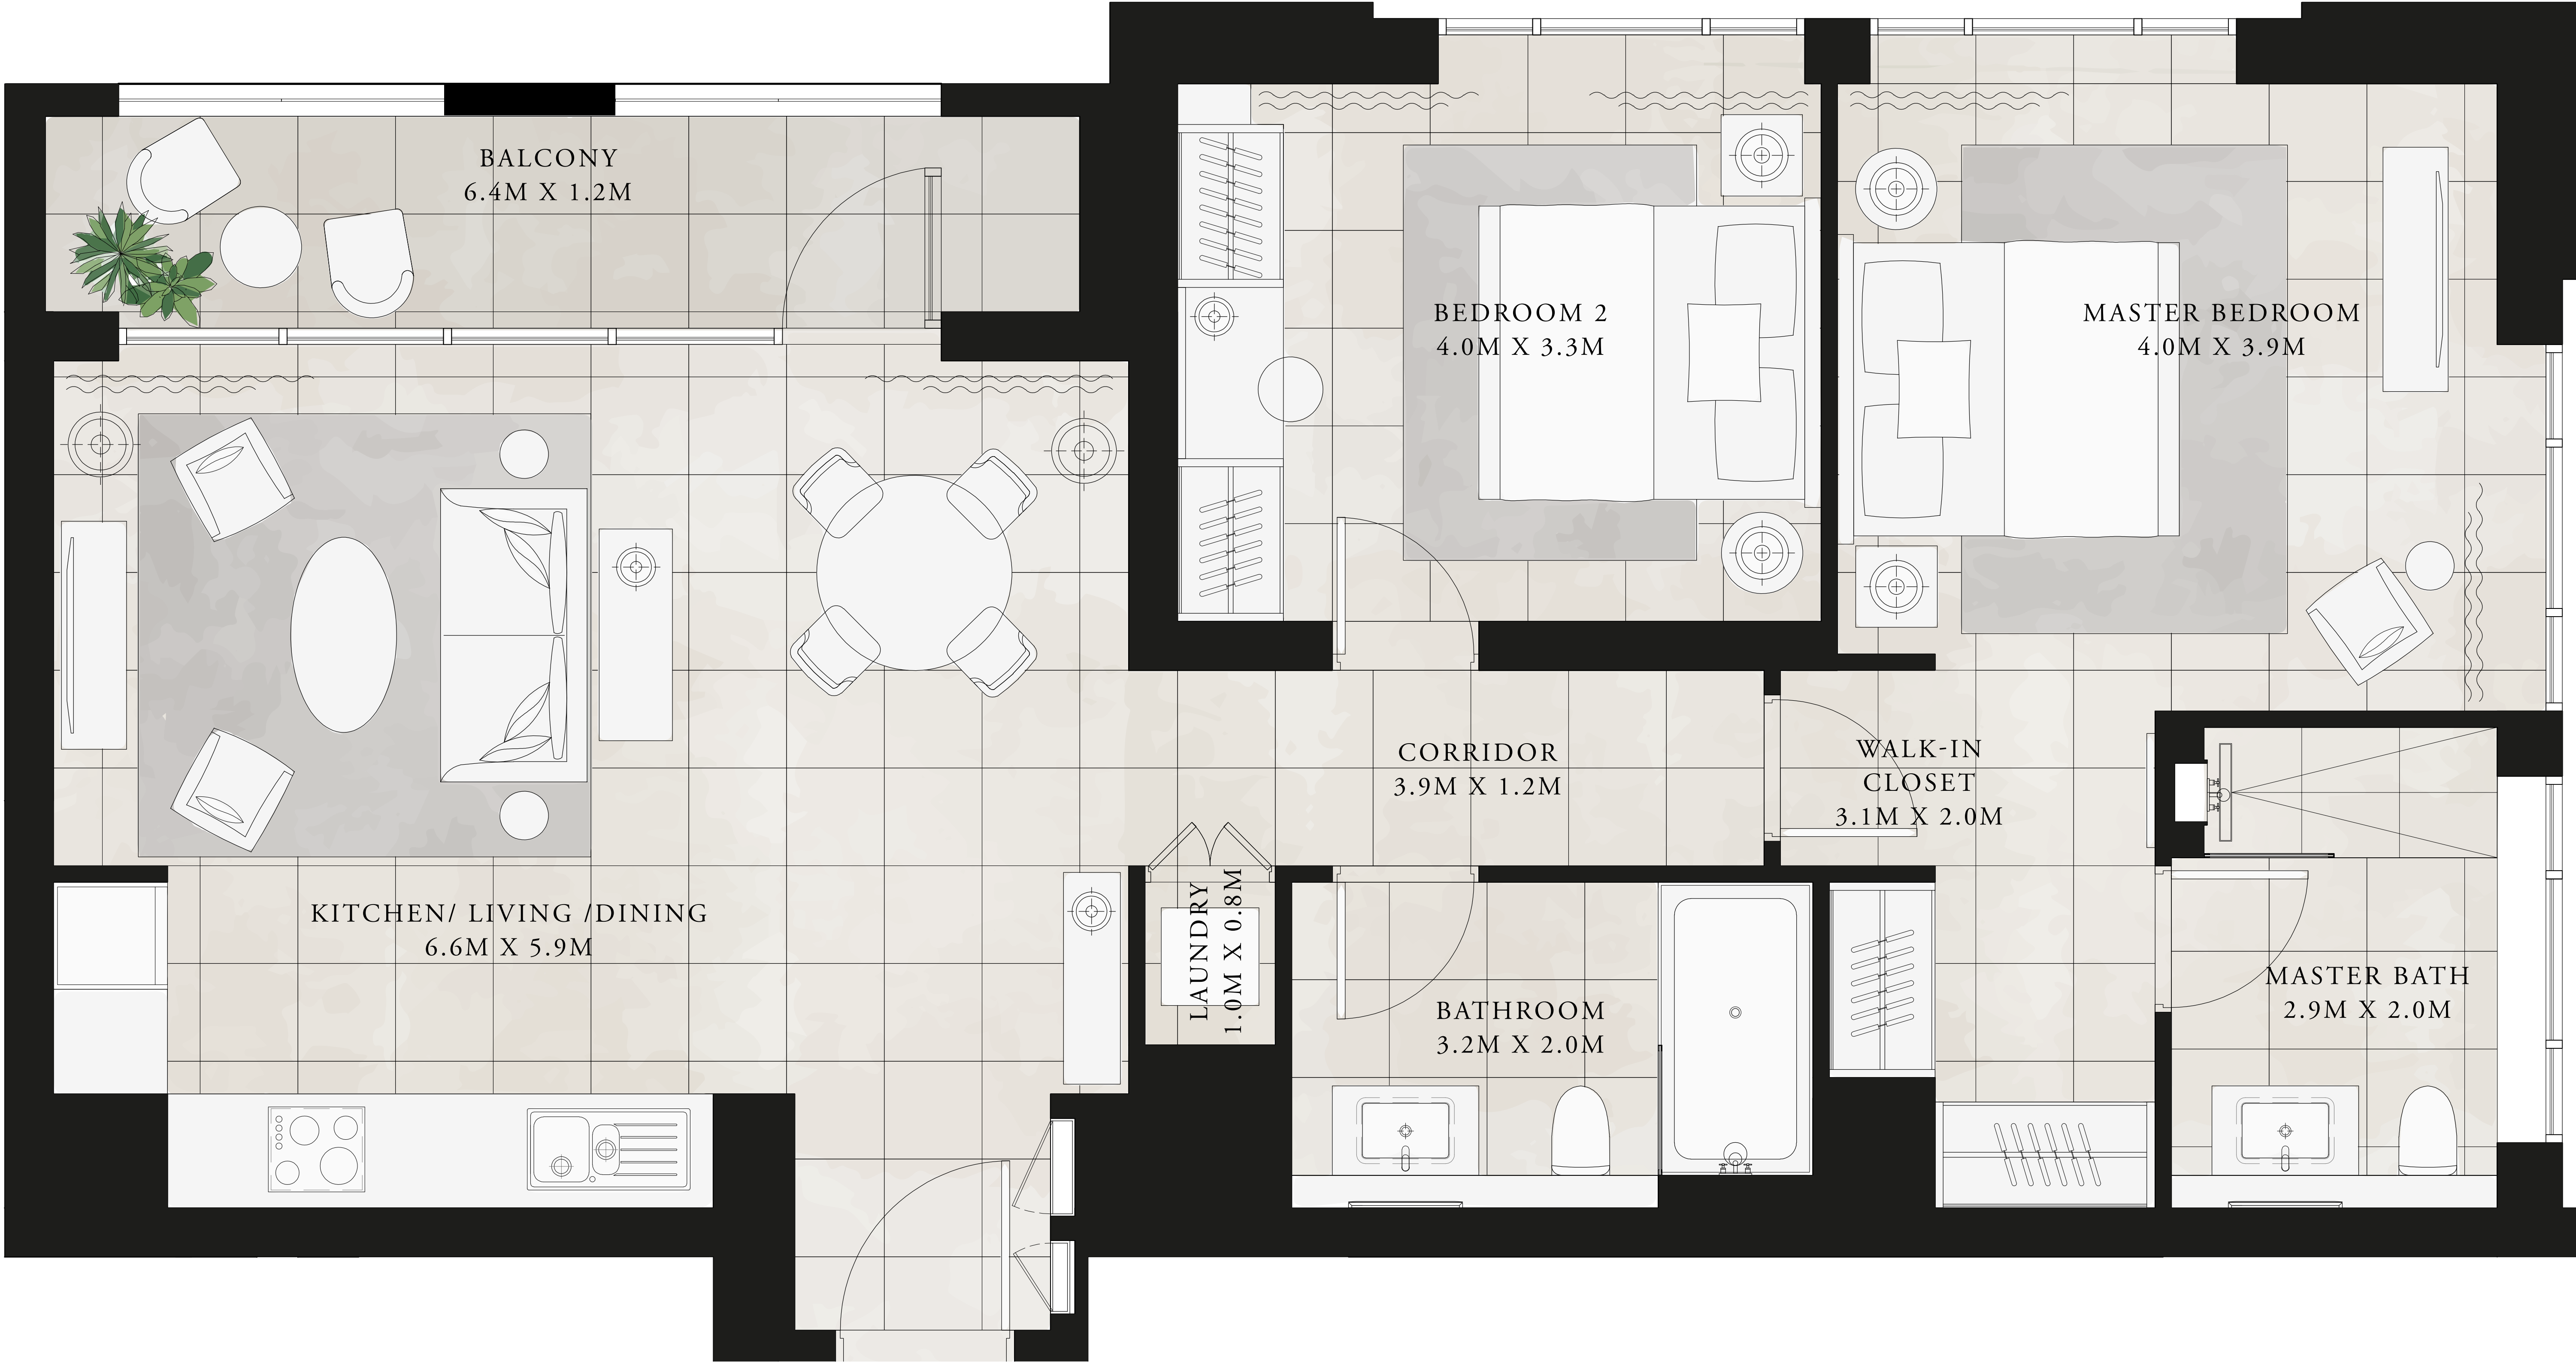 BALCONY
6.4M X 1.2M
BEDROOM 2
4.0M X 3.3M
MASTER BEDROOM
4.0M X 3.9M
CORRIDOR
3.9M X 1.2M
WALK-IN
CLOSET
3.1M X 2.0M
KITCHEN/ LIVING /DINING
6.6M X 5.9M
LAUNDRY
1.0M X 0.8M
BATHROOM
3.2M X 2.0M
MASTER BATH
2.9M X 2.0M